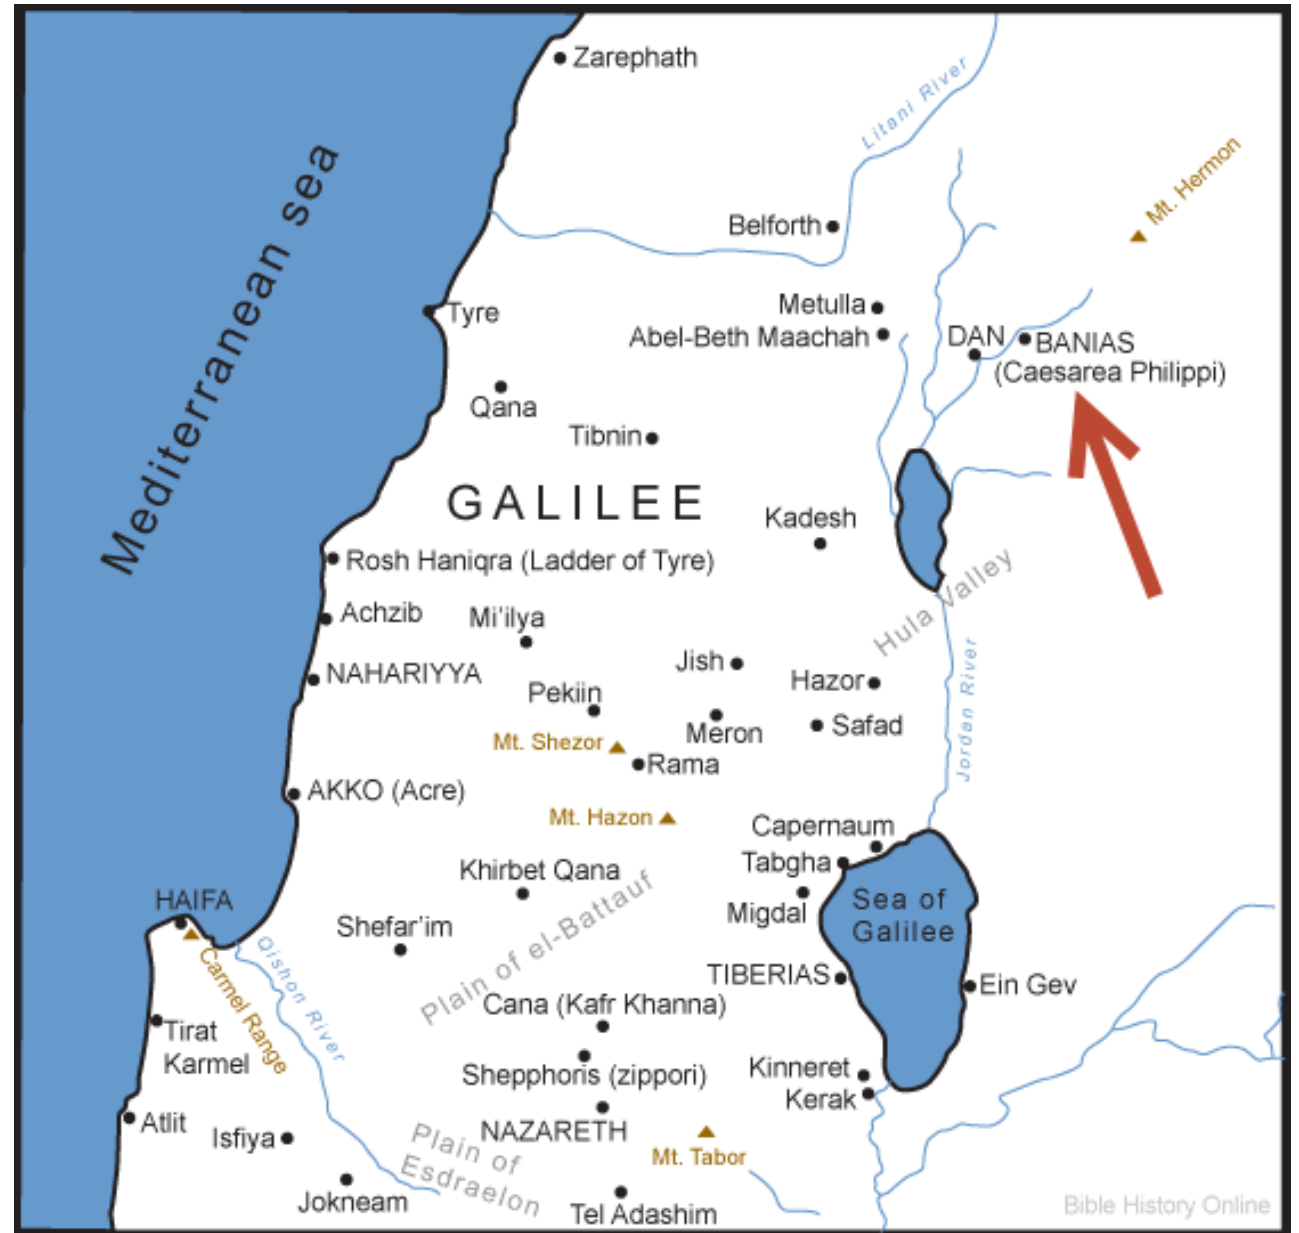 Zarephath
Litani River
Mt. Hermon
Mediterranean sea
Belforth
Metulla
Tyre
Abel-Beth Maachah
DAN
BANIAS
(Caesarea Philippi)
Qana
Tibnin
GALILEE
Kadesh
Rosh Haniqra (Ladder of Tyre)
Hula Valley
Achzib
Mi'ilya
Jish
NAHARIYYA
Hazor
Pekiin
Jordan River
Meron
Safad
Mt. Shezor
Rama
AKKO (Acre)
Mt. Hazon
Capernaum
Tabgha
Khirbet Qana
HAIFA
Sea of
Galilee
Migdal
Shefar'im
Plain of el-Battauf
Qishon River
Carmel Range
TIBERIAS
Ein Gev
Cana (Kafr Khanna)
Tirat
Karmel
Shepphoris (zippori)
Kinneret
Kerak
Atlit
Isfiya
NAZARETH
Plain of
Esdraelon
Mt. Tabor
Jokneam
Tel Adashim
Bible History Online